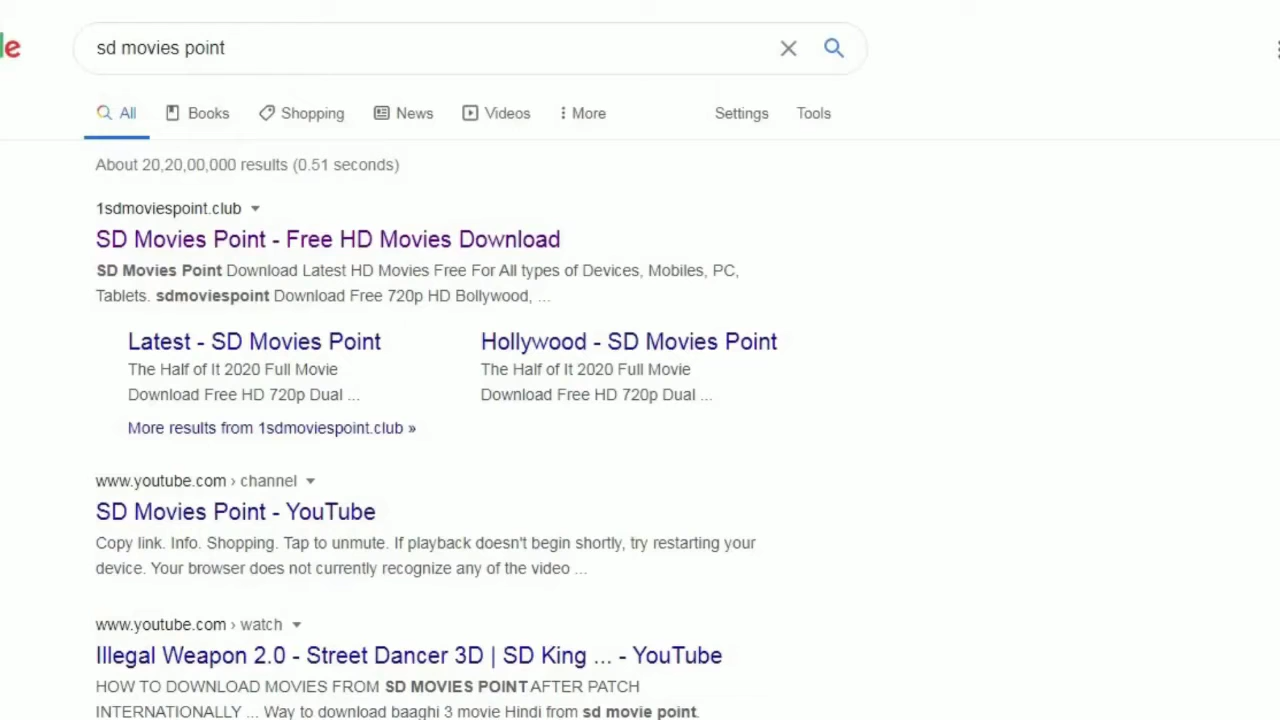 le
sd movies point
All Books Shopping News Videos More Settings Tools
About 20,20,00,000 results (0.51 seconds)
1sdmoviespoint.club
SD Movies Point - Free HD Movies Download
SD Movies Point Download Latest HD Movies Free For All types of Devices, Mobiles, PC,
Tablets. sdmoviespoint Download Free 720p HD Bollywood, ...
Latest - SD Movies Point
The Half of It 2020 Full Movie
Download Free HD 720p Dual ...
Hollywood - SD Movies Point
The Half of It 2020 Full Movie
Download Free HD 720p Dual ...
More results from 1sdmoviespoint.club »
www.youtube.com › channel
SD Movies Point - YouTube
Copy link. Info. Shopping. Tap to unmute. If playback doesn't begin shortly, try restarting your
device. Your browser does not currently recognize any of the video ...
www.youtube.com › watch
Illegal Weapon 2.0 - Street Dancer 3D | SD King ... - YouTube
HOW TO DOWNLOAD MOVIES FROM SD MOVIES POINT AFTER PATCH
INTERNATIONALLY ... Way to download baaghi 3 movie Hindi from sd movie point.